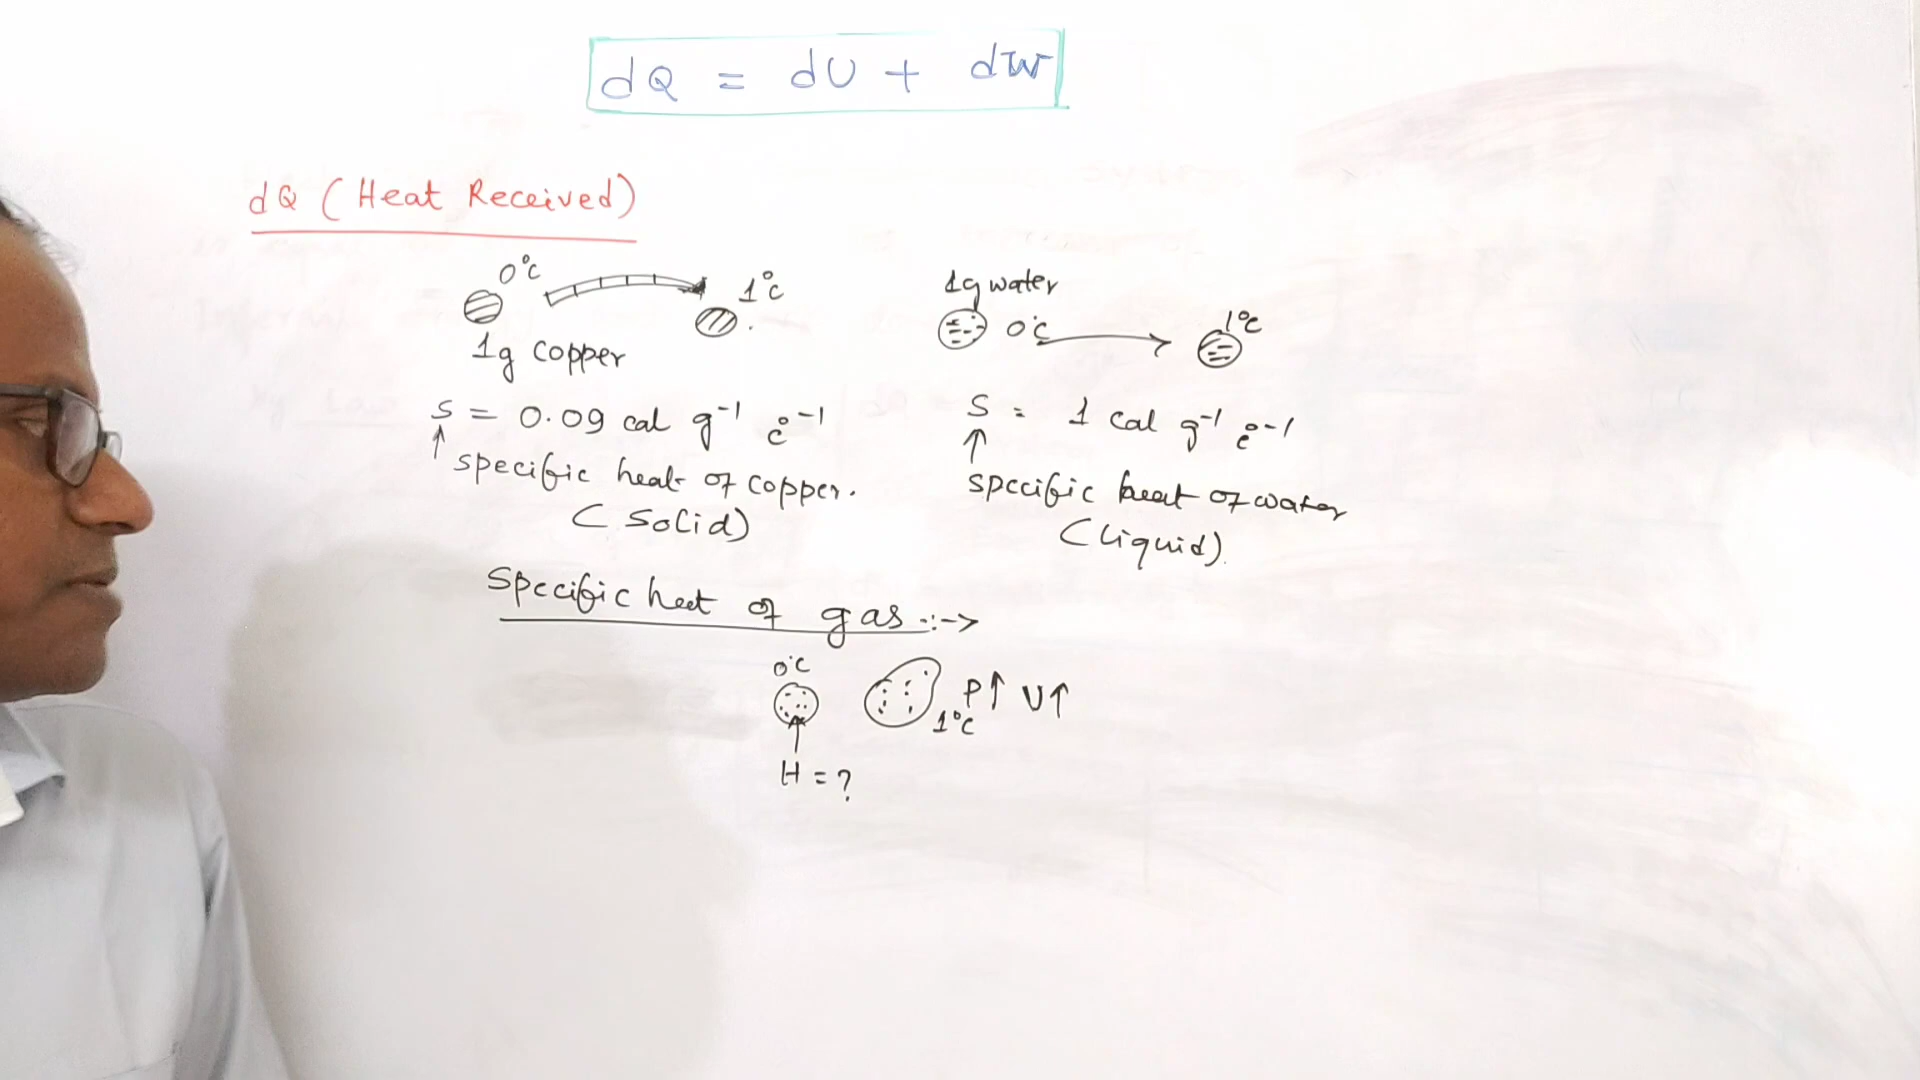 dQ = dU + dW
dQ (Heat Received)
0°c
1°c
1g copper
1g water
0°c
1°c
S = 0.09 cal g⁻¹ °c⁻¹
specific heat of copper.
(Solid)
S = 1 Cal g⁻¹ °c⁻¹
specific heat of water
(liquid).
Specific heat of gas :->
0°C
1°C
P↑ V↑
H = ?